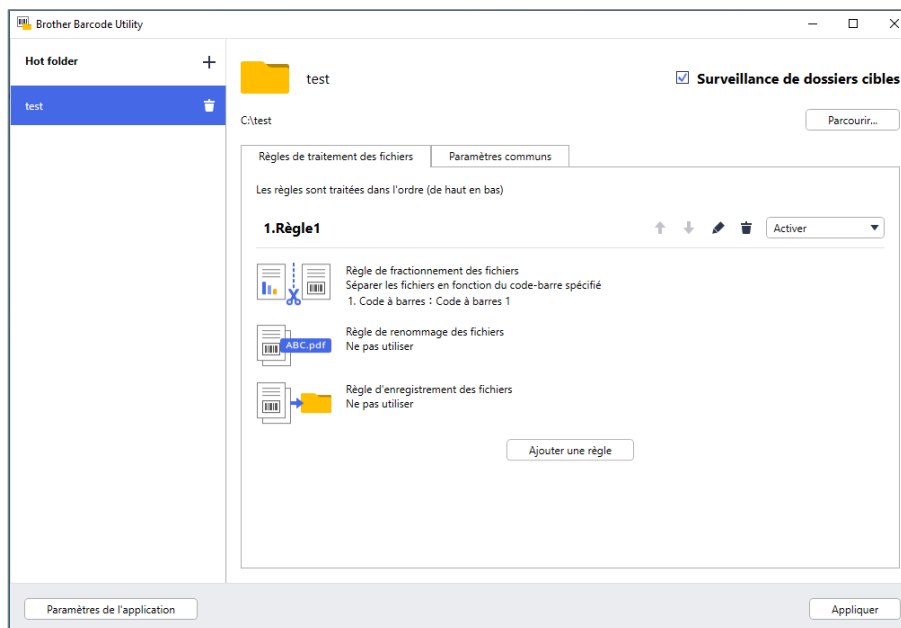 Brother Barcode Utility
Hot folder
test
test
Surveillance de dossiers cibles
C:\test
Parcourir...
Règles de traitement des fichiers
Paramètres communs
Les règles sont traitées dans l'ordre (de haut en bas)
1.Règle1
Activer
Règle de fractionnement des fichiers
Séparer les fichiers en fonction du code-barre spécifié
1. Code à barres : Code à barres 1
ABC.pdf
Règle de renommage des fichiers
Ne pas utiliser
Règle d'enregistrement des fichiers
Ne pas utiliser
Ajouter une règle
Paramètres de l'application
Appliquer